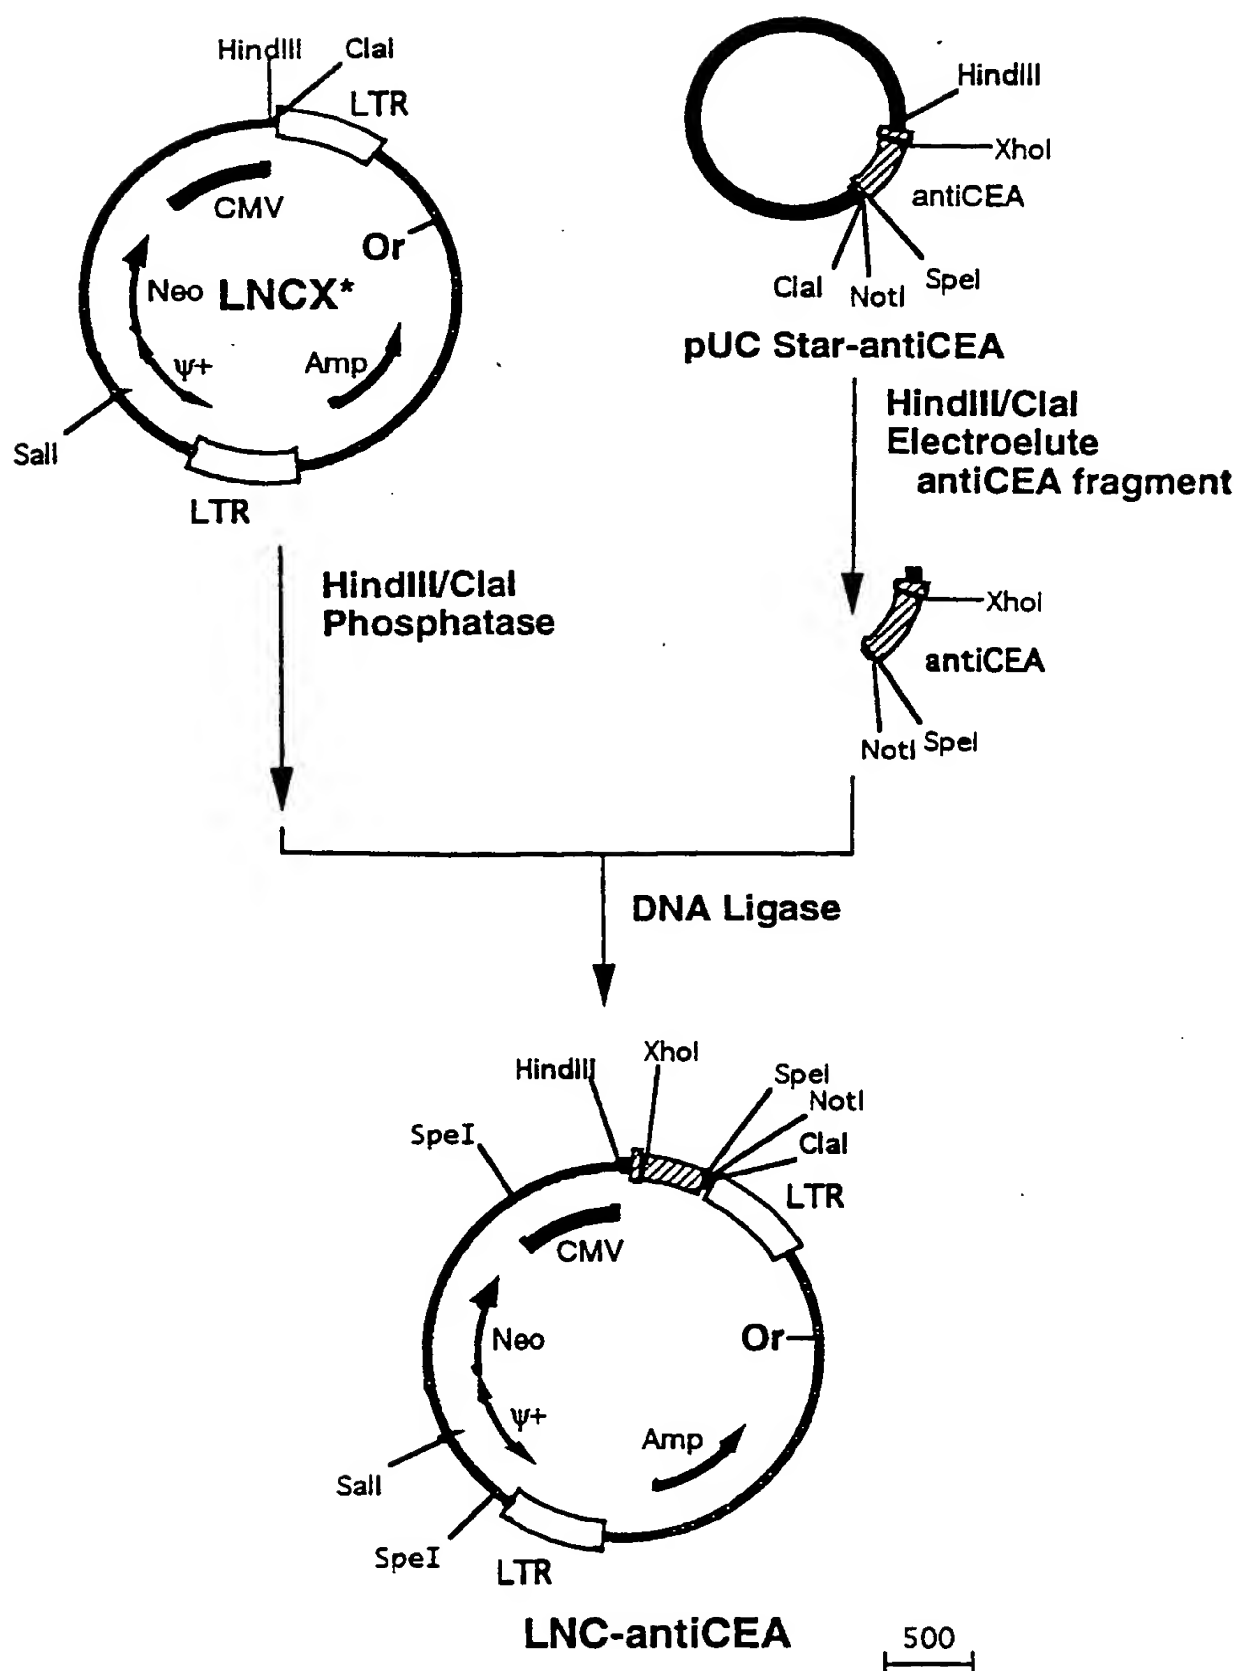 HindIII
ClaI
LTR
CMV
Or
Neo
LNCX*
ψ+
Amp
SalI
LTR
HindIII
XhoI
antiCEA
SpeI
ClaI
NotI
pUC Star-antiCEA
HindIII/ClaI
Electroelute
antiCEA fragment
HindIII/ClaI
Phosphatase
XhoI
antiCEA
NotI
SpeI
DNA Ligase
XhoI
HindIII
SpeI
NotI
SpeI
ClaI
LTR
CMV
Neo
Or
ψ+
Amp
SalI
SpeI
LTR
LNC-antiCEA
500